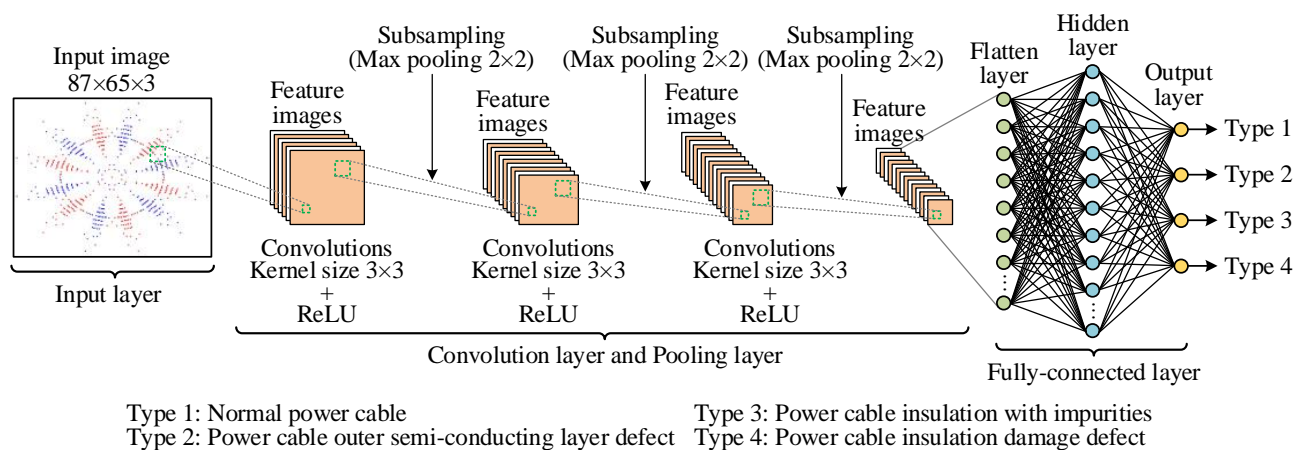 Input image
87×65×3
Input layer
Feature
images
Convolutions
Kernel size 3×3
+
ReLU
Subsampling
(Max pooling 2×2)
Feature
images
Convolutions
Kernel size 3×3
+
ReLU
Subsampling
(Max pooling 2×2)
Feature
images
Convolutions
Kernel size 3×3
+
ReLU
Subsampling
(Max pooling 2×2)
Feature
images
Convolution layer and Pooling layer
Flatten
layer
Hidden
layer
Output
layer
Type 1
Type 2
Type 3
Type 4
Fully-connected layer
Type 1: Normal power cable
Type 2: Power cable outer semi-conducting layer defect
Type 3: Power cable insulation with impurities
Type 4: Power cable insulation damage defect